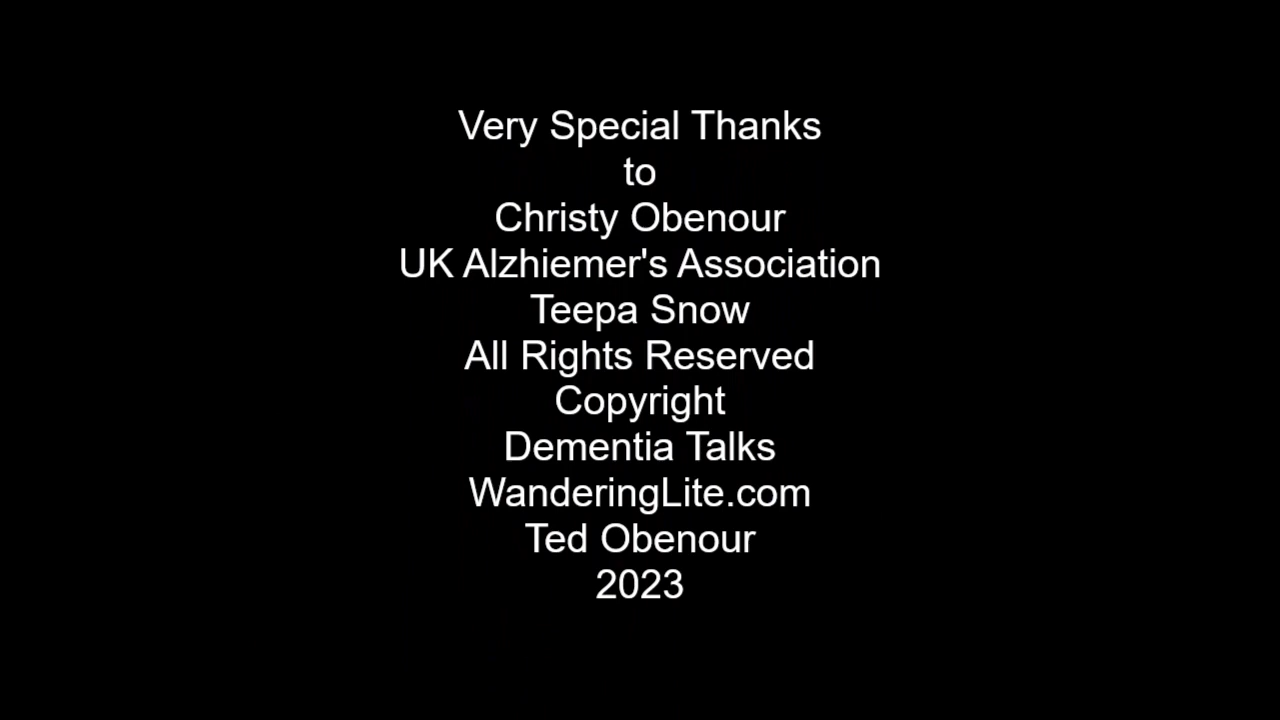 Very Special Thanks
to
Christy Obenour
UK Alzhiemer's Association
Teepa Snow
All Rights Reserved
Copyright
Dementia Talks
WanderingLite.com
Ted Obenour
2023